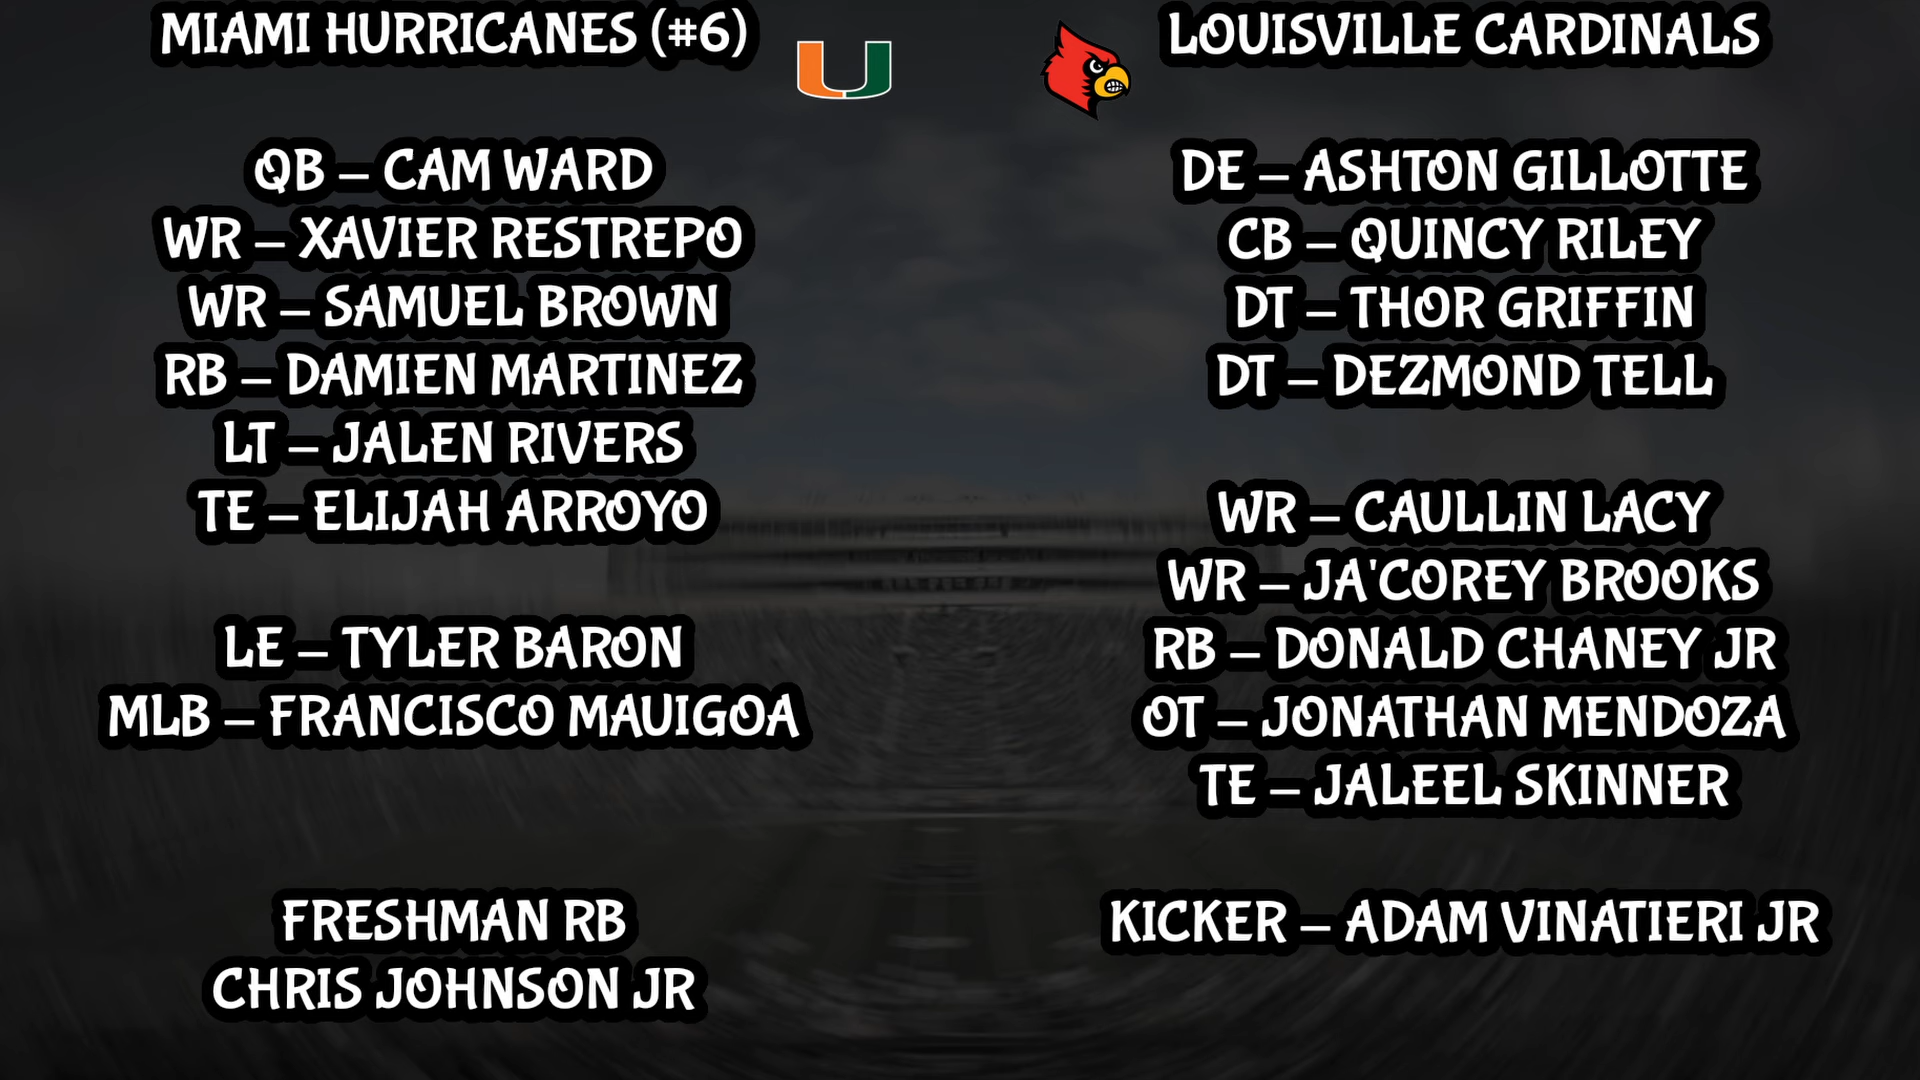 MIAMI HURRICANES (#6)
QB – CAM WARD
WR – XAVIER RESTREPO
WR – SAMUEL BROWN
RB – DAMIEN MARTINEZ
LT – JALEN RIVERS
TE – ELIJAH ARROYO
LE – TYLER BARON
MLB – FRANCISCO MAUIGOA
FRESHMAN RB
CHRIS JOHNSON JR
LOUISVILLE CARDINALS
DE – ASHTON GILLOTTE
CB – QUINCY RILEY
DT – THOR GRIFFIN
DT – DEZMOND TELL
WR – CAULLIN LACY
WR – JA'COREY BROOKS
RB – DONALD CHANEY JR
OT – JONATHAN MENDOZA
TE – JALEEL SKINNER
KICKER – ADAM VINATIERI JR